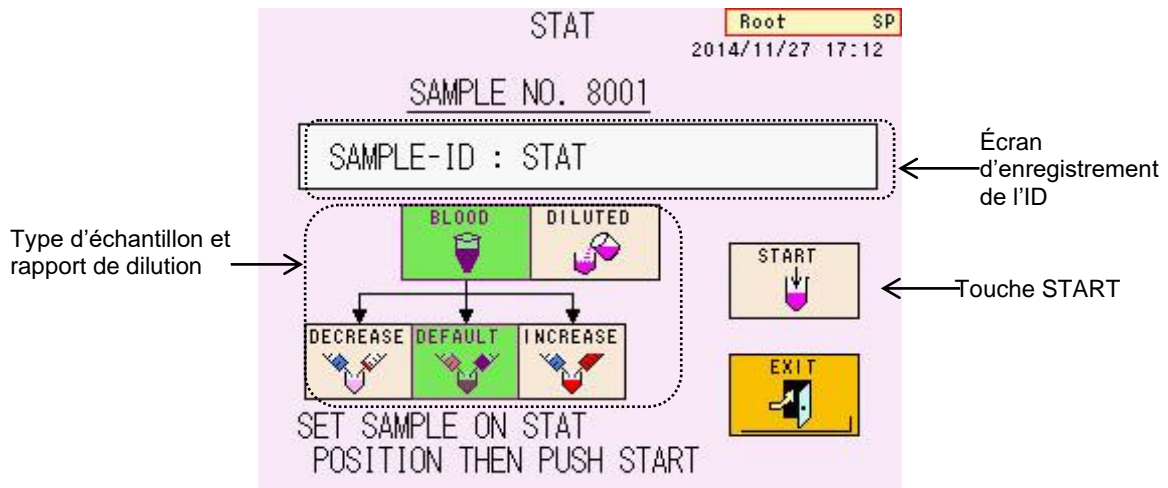 STAT
Root SP
2014/11/27 17:12
SAMPLE NO. 8001
SAMPLE-ID : STAT
Écran
d’enregistrement
de l’ID
BLOOD DILUTED
Type d’échantillon et
rapport de dilution
START
Touche START
DECREASE DEFAULT INCREASE
EXIT
SET SAMPLE ON STAT
POSITION THEN PUSH START